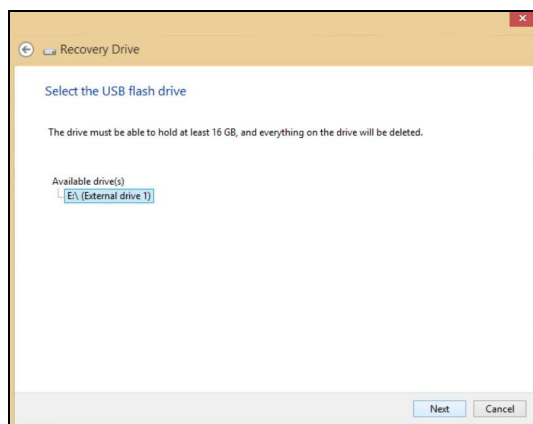 Recovery Drive
Select the USB flash drive
The drive must be able to hold at least 16 GB, and everything on the drive will be deleted.
Available drive(s)
E:\ (External drive 1)
Next
Cancel